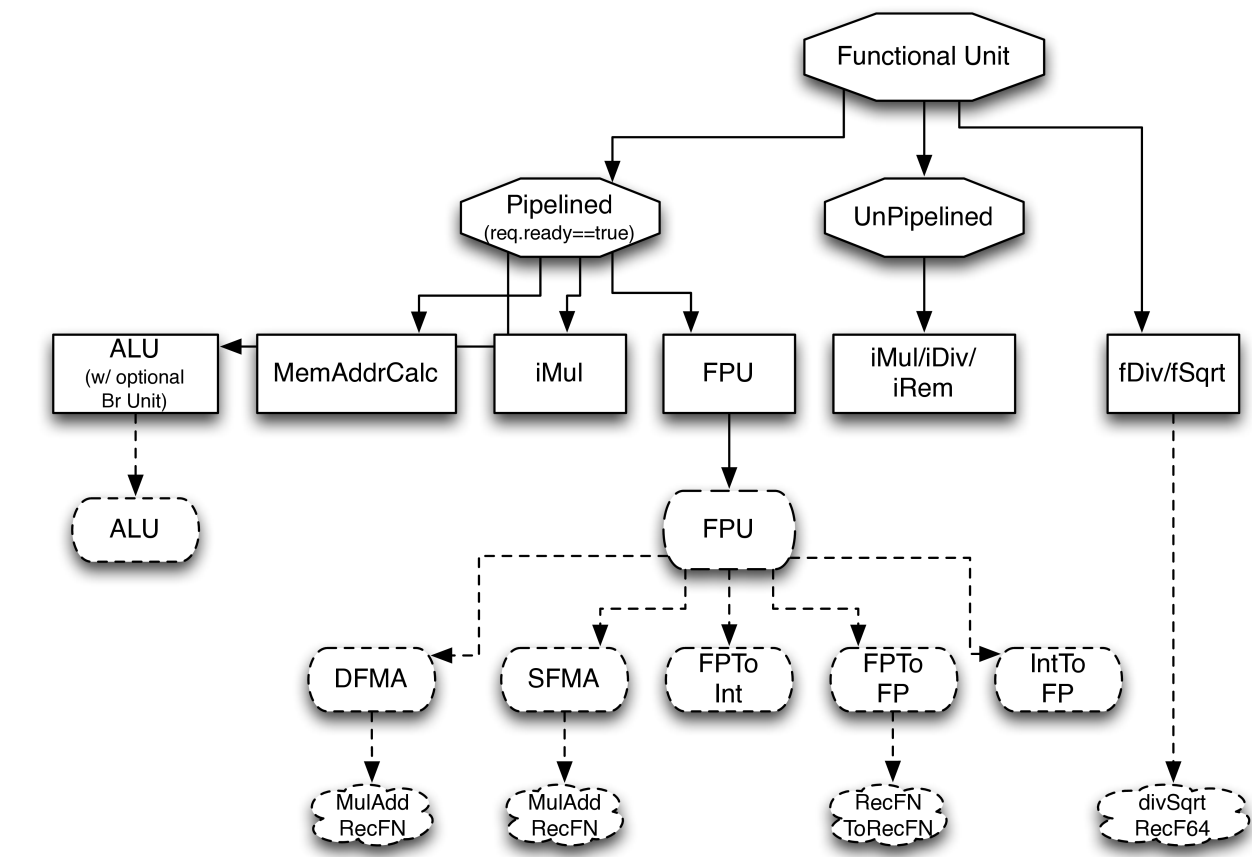 Functional Unit
Pipelined
(req.ready==true)
UnPipelined
ALU
(w/ optional
Br Unit)
MemAddrCalc
iMul
FPU
iMul/iDiv/
iRem
fDiv/fSqrt
ALU
FPU
DFMA
SFMA
FPTo
Int
FPTo
FP
IntTo
FP
MulAdd
RecFN
MulAdd
RecFN
RecFN
ToRecFN
divSqrt
RecF64